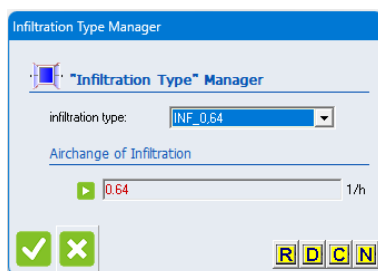 Infiltration Type Manager
"Infiltration Type" Manager
infiltration type: INF_0,64
Airchange of Infiltration
0.64 1/h
R D C N